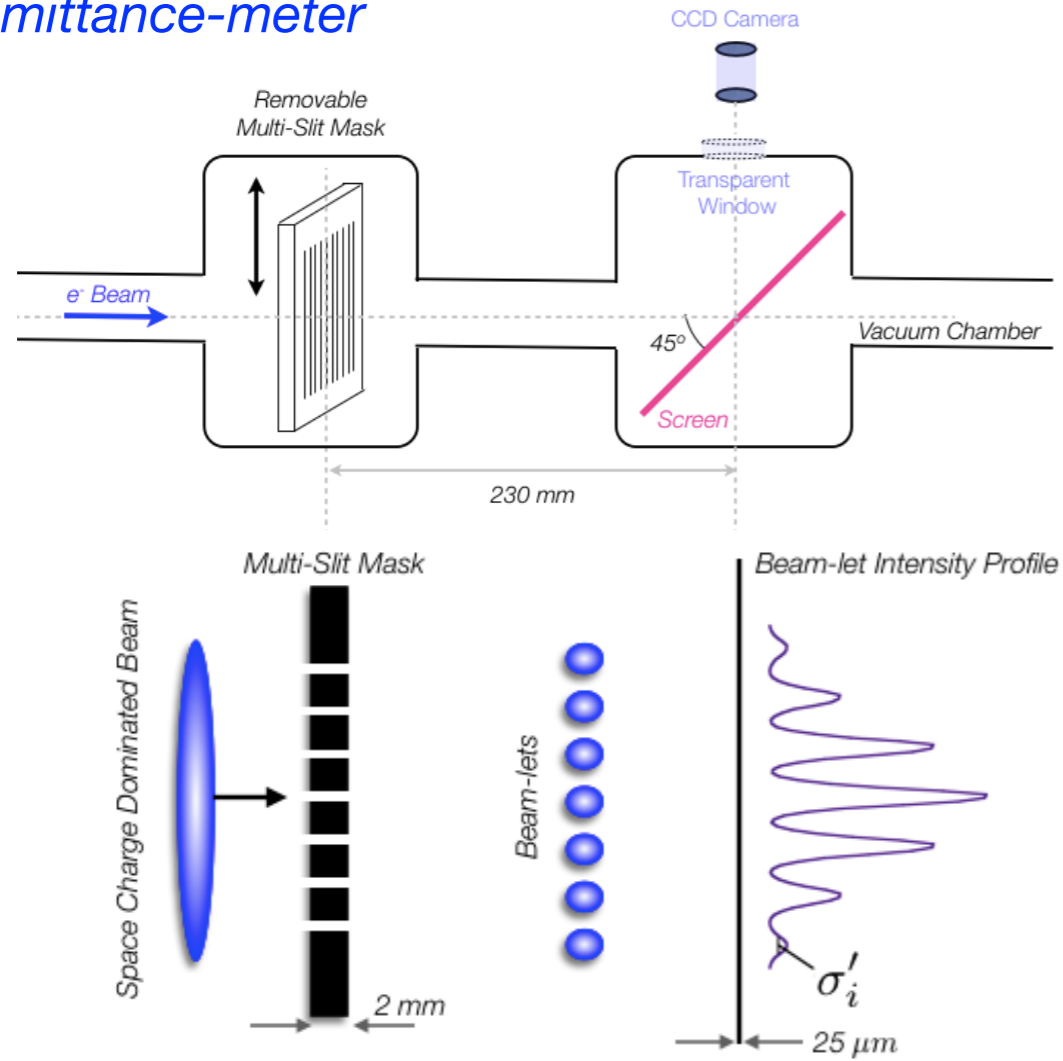 mittance-meter
CCD Camera
Removable
Multi-Slit Mask
Transparent
Window
e- Beam
45º
Vacuum Chamber
Screen
230 mm
Multi-Slit Mask
Beam-let Intensity Profile
Space Charge Dominated Beam
Beam-lets
σ′i
2 mm
25 μm